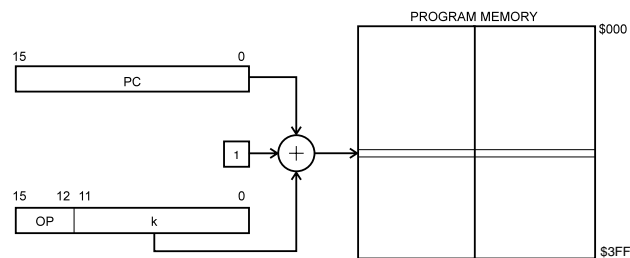 PROGRAM MEMORY
$000
15 0
PC
1
+
15 12 11 0
OP k
$3FF